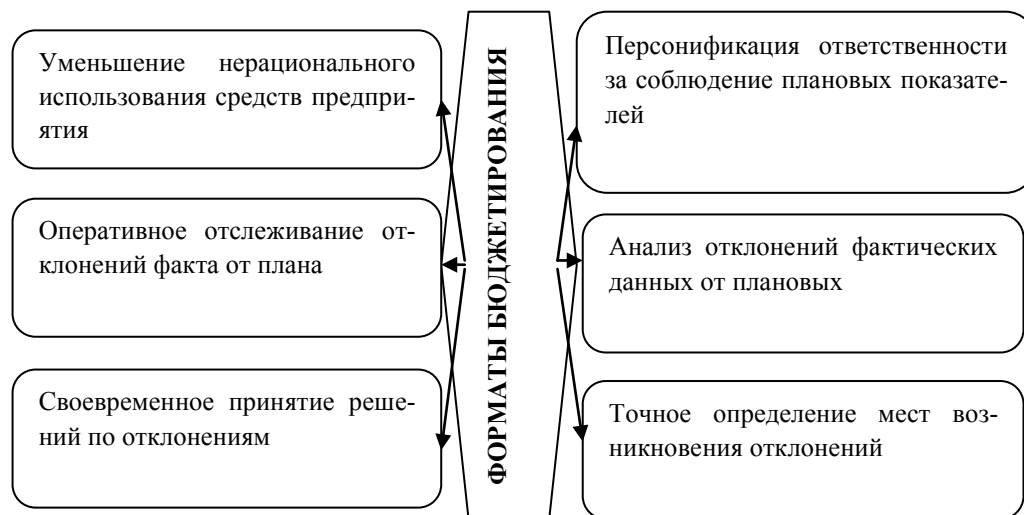 Уменьшение нерационального
использования средств предпри-
ятия
Оперативное отслеживание от-
клонений факта от плана
Своевременное принятие реше-
ний по отклонениям
ФОРМАТЫ БЮДЖЕТИРОВАНИЯ
Персонификация ответственности
за соблюдение плановых показате-
лей
Анализ отклонений фактических
данных от плановых
Точное определение мест воз-
никновения отклонений